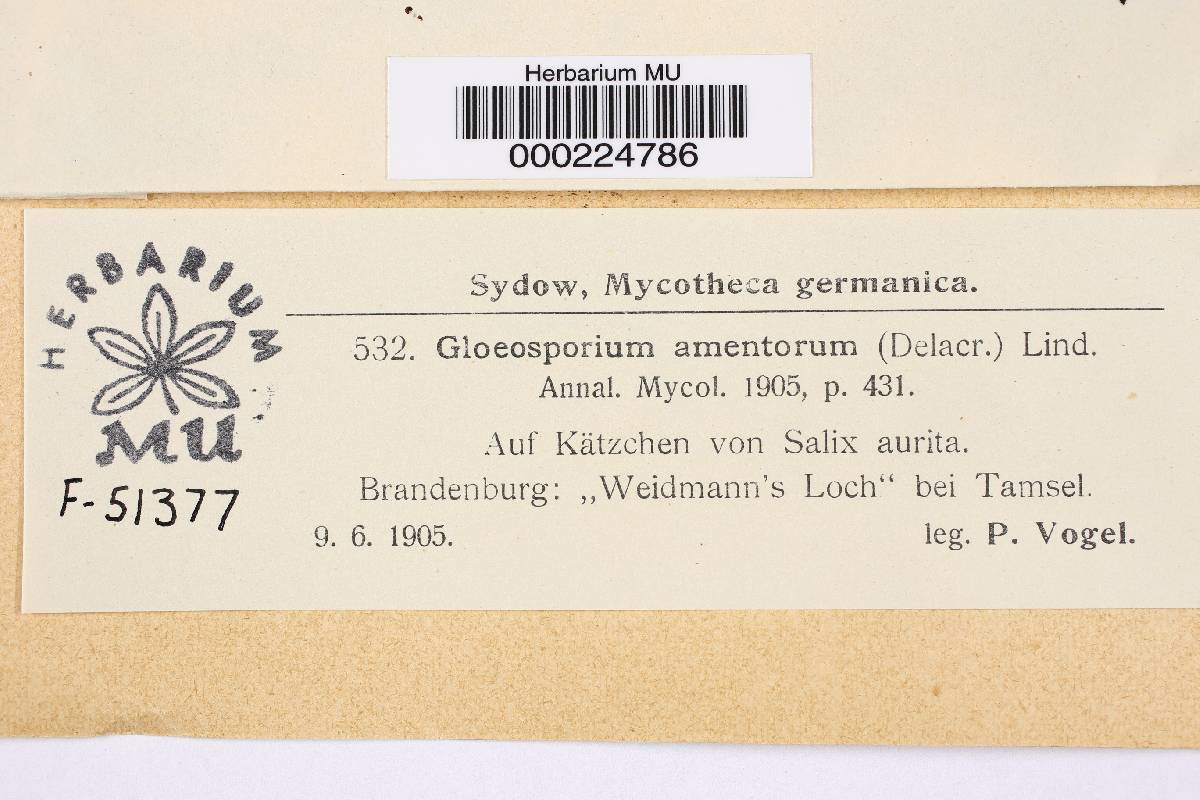 Herbarium MU
000224786
HERBARIUM
MU
F-51377
Sydow, Mycotheca germanica.
532. Gloeosporium amentorum (Delacr.) Lind.
Annal. Mycol. 1905, p. 431.
Auf Kätzchen von Salix aurita.
Brandenburg: „Weidmann's Loch“ bei Tamsel.
9. 6. 1905. leg. P. Vogel.